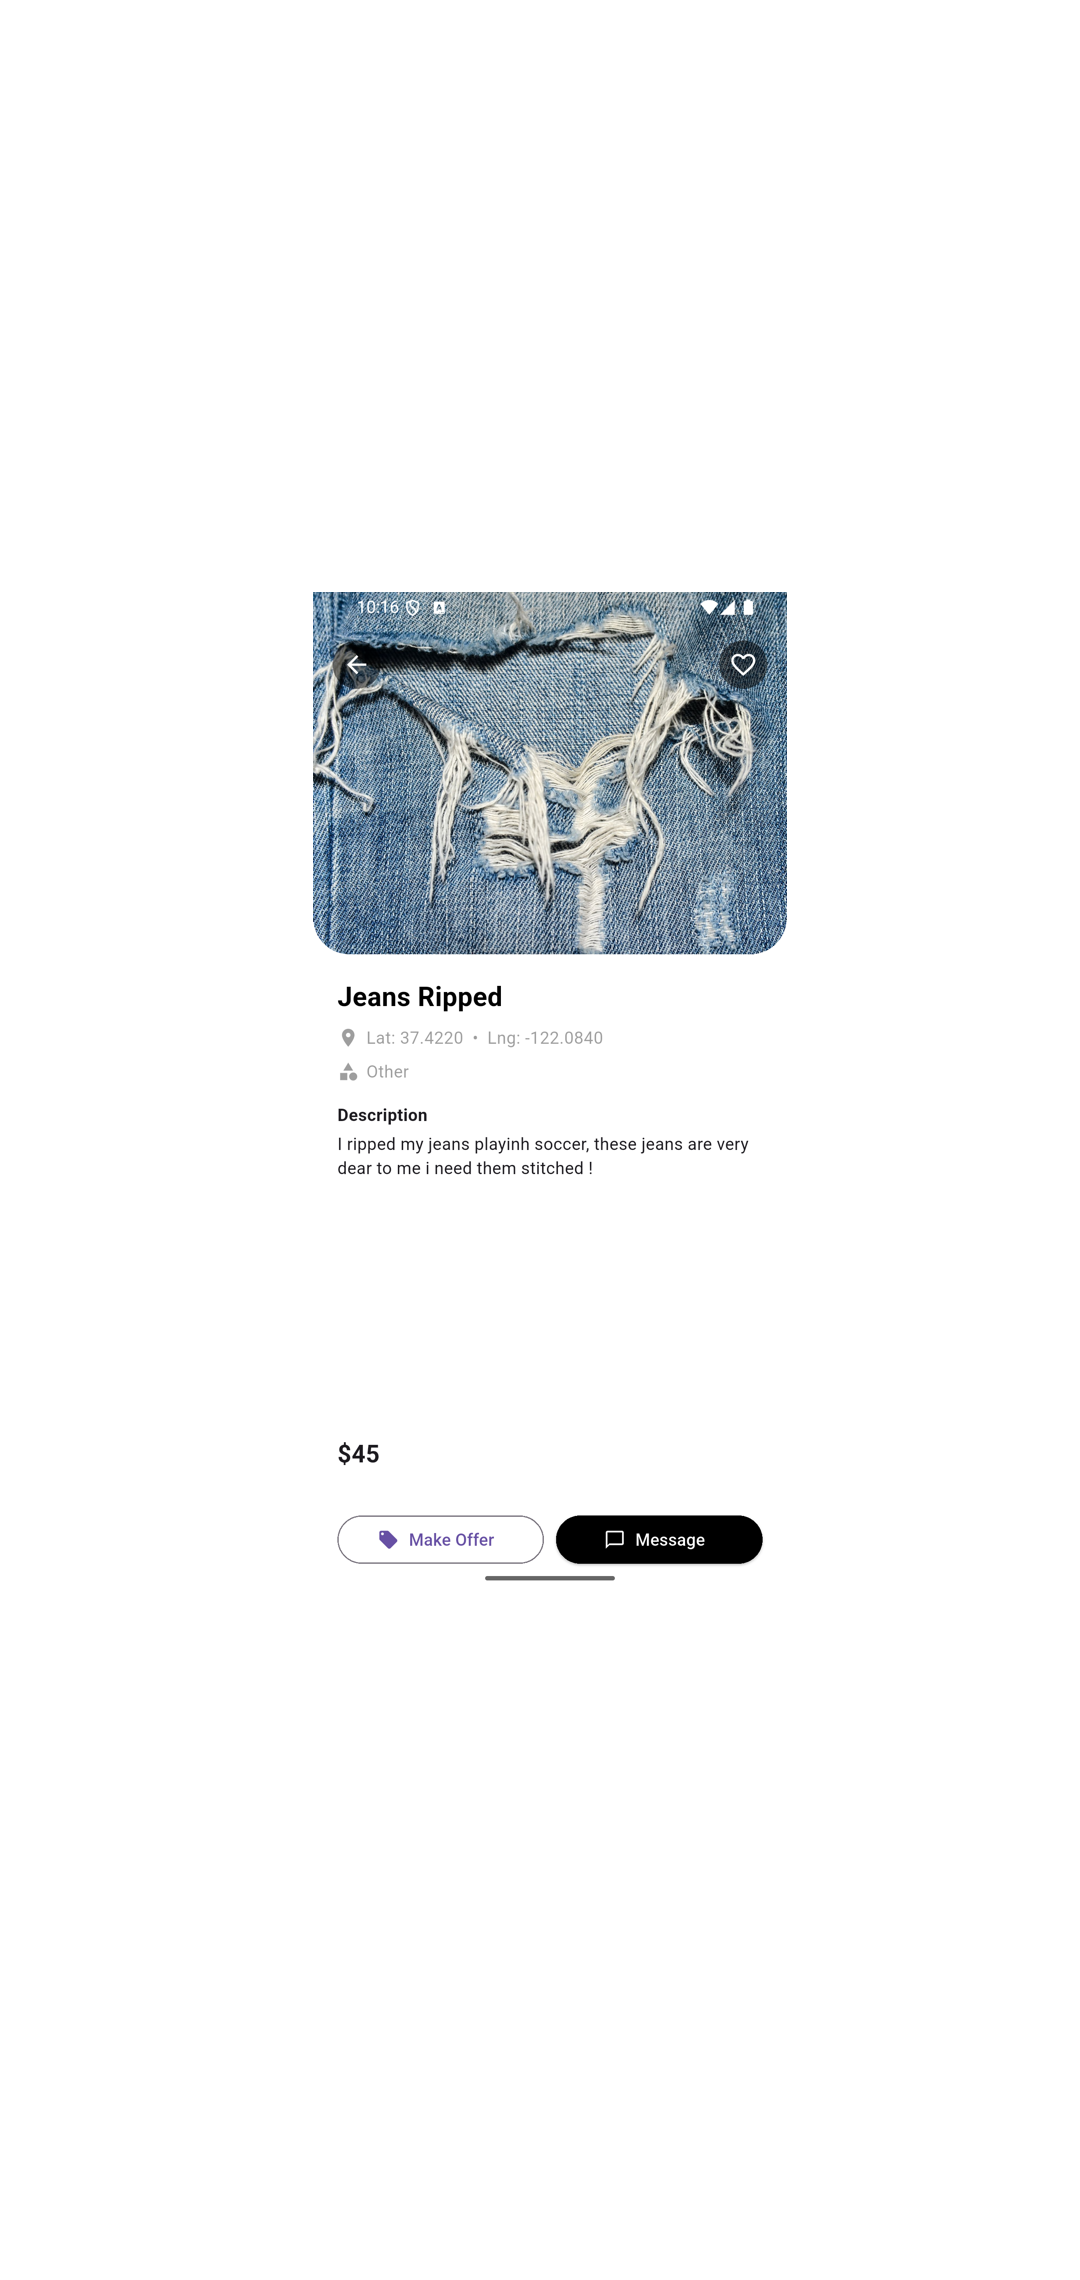 10:16
Jeans Ripped
Lat: 37.4220 • Lng: -122.0840
Other
Description
I ripped my jeans playinh soccer, these jeans are very
dear to me i need them stitched !
$45
Make Offer
Message